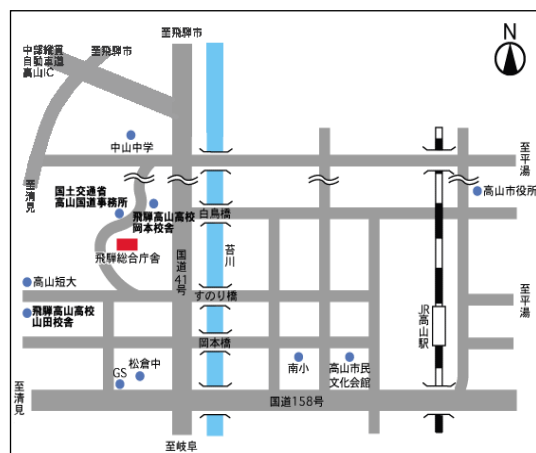 至飛騨市
N
中部縦貫
自動車道
高山IC
至飛騨市
中山中学
至平湯
至清見
国土交通省
高山国道事務所
飛騨高山高校
岡本校舎
白鳥橋
高山市役所
飛騨総合庁舎
国道41号
苔川
高山短大
すのり橋
至平湯
飛騨高山高校
山田校舎
岡本橋
JR高山駅
松倉中
GS
南小
高山市民
文化会館
至清見
国道158号
至岐阜